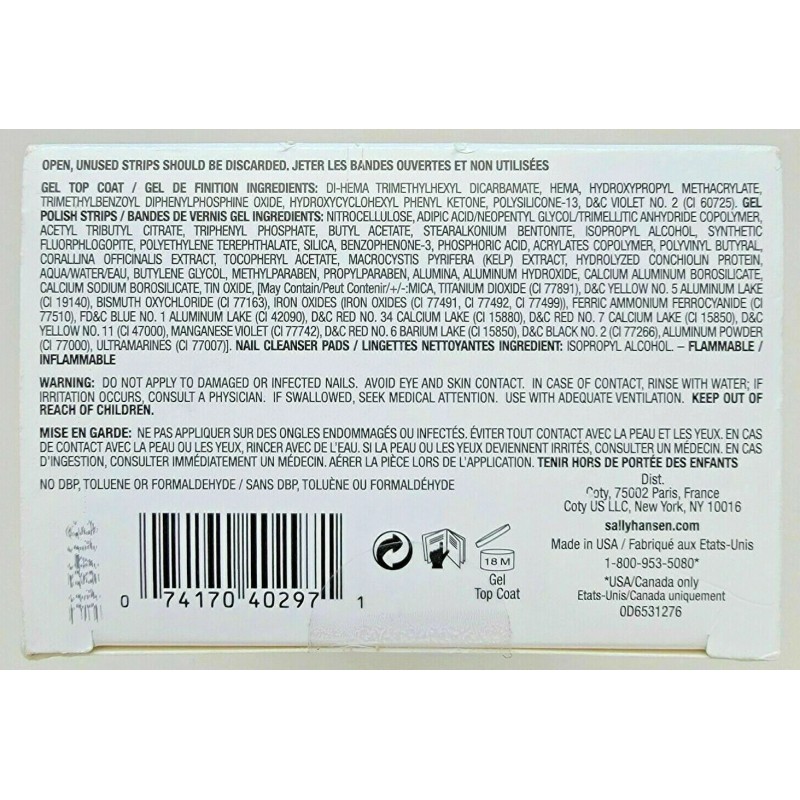 OPEN, UNUSED STRIPS SHOULD BE DISCARDED. JETER LES BANDES OUVERTES ET NON UTILISÉES
GEL TOP COAT / GEL DE FINITION INGREDIENTS: DI-HEMA TRIMETHYLHEXYL DICARBAMATE, HEMA, HYDROXYPROPYL METHACRYLATE,
TRIMETHYLBENZOYL DIPHENYLPHOSPHINE OXIDE, HYDROXYCYCLOHEXYL PHENYL KETONE, POLYSILICONE-13, D&C VIOLET NO. 2 (CI 60725). GEL
POLISH STRIPS / BANDES DE VERNIS GEL INGREDIENTS: NITROCELLULOSE, ADIPIC ACID/NEOPENTYL GLYCOL/TRIMELLITIC ANHYDRIDE COPOLYMER,
ACETYL TRIBUTYL CITRATE, TRIPHENYL PHOSPHATE, BUTYL ACETATE, STEARALKONIUM BENTONITE, ISOPROPYL ALCOHOL, SYNTHETIC
FLUORPHLOGOPITE, POLYETHYLENE TEREPHTHALATE, SILICA, BENZOPHENONE-3, PHOSPHORIC ACID, ACRYLATES COPOLYMER, POLYVINYL BUTYRAL,
CORALLINA OFFICINALIS EXTRACT, TOCOPHERYL ACETATE, MACROCYSTIS PYRIFERA (KELP) EXTRACT, HYDROLYZED CONCHIOLIN PROTEIN,
AQUA/WATER/EAU, BUTYLENE GLYCOL, METHYLPARABEN, PROPYLPARABEN, ALUMINA, ALUMINUM HYDROXIDE, CALCIUM ALUMINUM BOROSILICATE,
CALCIUM SODIUM BOROSILICATE, TIN OXIDE, [May Contain/Peut Contenir/+/-:MICA, TITANIUM DIOXIDE (CI 77891), D&C YELLOW NO. 5 ALUMINUM LAKE
(CI 19140), BISMUTH OXYCHLORIDE (CI 77163), IRON OXIDES (IRON OXIDES (CI 77491, CI 77492, CI 77499)), FERRIC AMMONIUM FERROCYANIDE (CI
77510), FD&C BLUE NO. 1 ALUMINUM LAKE (CI 42090), D&C RED NO. 34 CALCIUM LAKE (CI 15880), D&C RED NO. 7 CALCIUM LAKE (CI 15850), D&C
YELLOW NO. 11 (CI 47000), MANGANESE VIOLET (CI 77742), D&C RED NO. 6 BARIUM LAKE (CI 15850), D&C BLACK NO. 2 (CI 77266), ALUMINUM POWDER
(CI 77000), ULTRAMARINES (CI 77007)]. NAIL CLEANSER PADS / LINGETTES NETTOYANTES INGREDIENT: ISOPROPYL ALCOHOL. – FLAMMABLE /
INFLAMMABLE
WARNING: DO NOT APPLY TO DAMAGED OR INFECTED NAILS. AVOID EYE AND SKIN CONTACT. IN CASE OF CONTACT, RINSE WITH WATER; IF
IRRITATION OCCURS, CONSULT A PHYSICIAN. IF SWALLOWED, SEEK MEDICAL ATTENTION. USE WITH ADEQUATE VENTILATION. KEEP OUT OF
REACH OF CHILDREN.
MISE EN GARDE: NE PAS APPLIQUER SUR DES ONGLES ENDOMMAGÉS OU INFECTÉS. ÉVITER TOUT CONTACT AVEC LA PEAU ET LES YEUX. EN CAS
DE CONTACT AVEC LA PEAU OU LES YEUX, RINCER AVEC DE L'EAU. SI LA PEAU OU LES YEUX DEVIENNENT IRRITÉS, CONSULTER UN MÉDECIN. EN CAS
D'INGESTION, CONSULTER IMMÉDIATEMENT UN MÉDECIN. AÉRER LA PIÈCE LORS DE L'APPLICATION. TENIR HORS DE PORTÉE DES ENFANTS
NO DBP, TOLUENE OR FORMALDEHYDE / SANS DBP, TOLUÈNE OU FORMALDÉHYDE
Dist.
Coty, 75002 Paris, France
Coty US LLC, New York, NY 10016
sallyhansen.com
Made in USA / Fabriqué aux Etats-Unis
1-800-953-5080*
*USA/Canada only
Etats-Unis/Canada uniquement
0D6531276
18 M
Gel
Top Coat
0 74170 40297 1